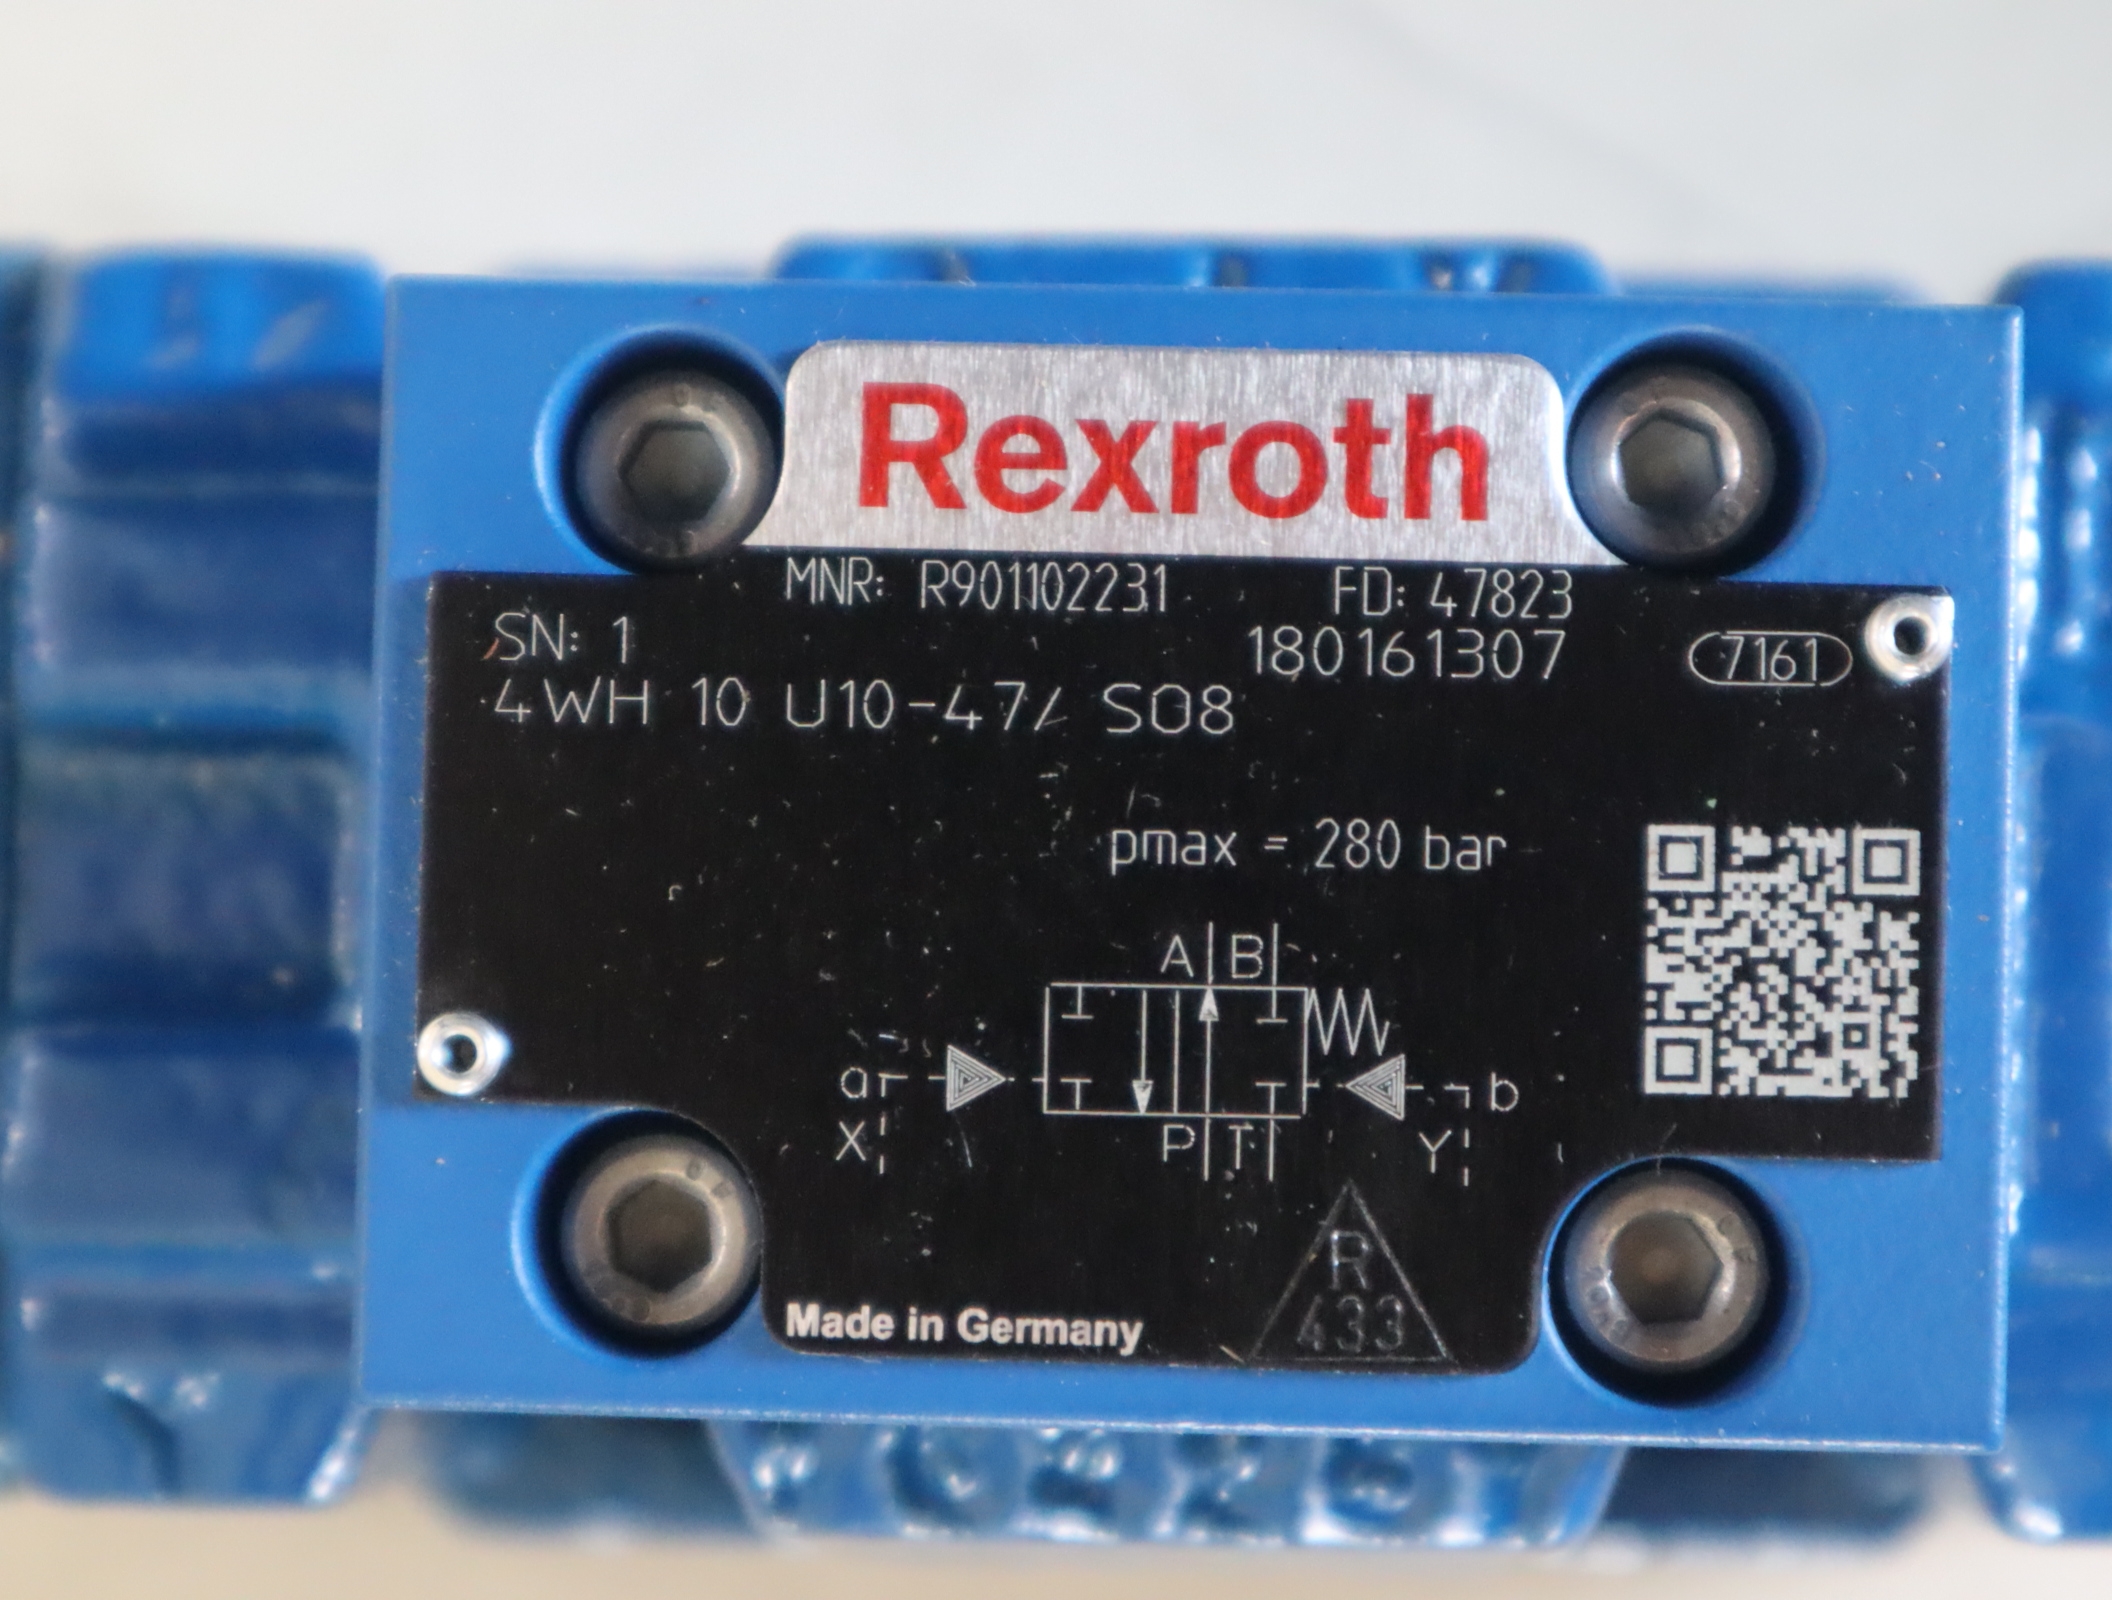 Rexroth
MNR: R901102231 FD: 47823
SN: 1 180161307 7161
4WH 10 U10-47/ S08
pmax = 280 bar
A B
a b
X P T Y
R
433
Made in Germany